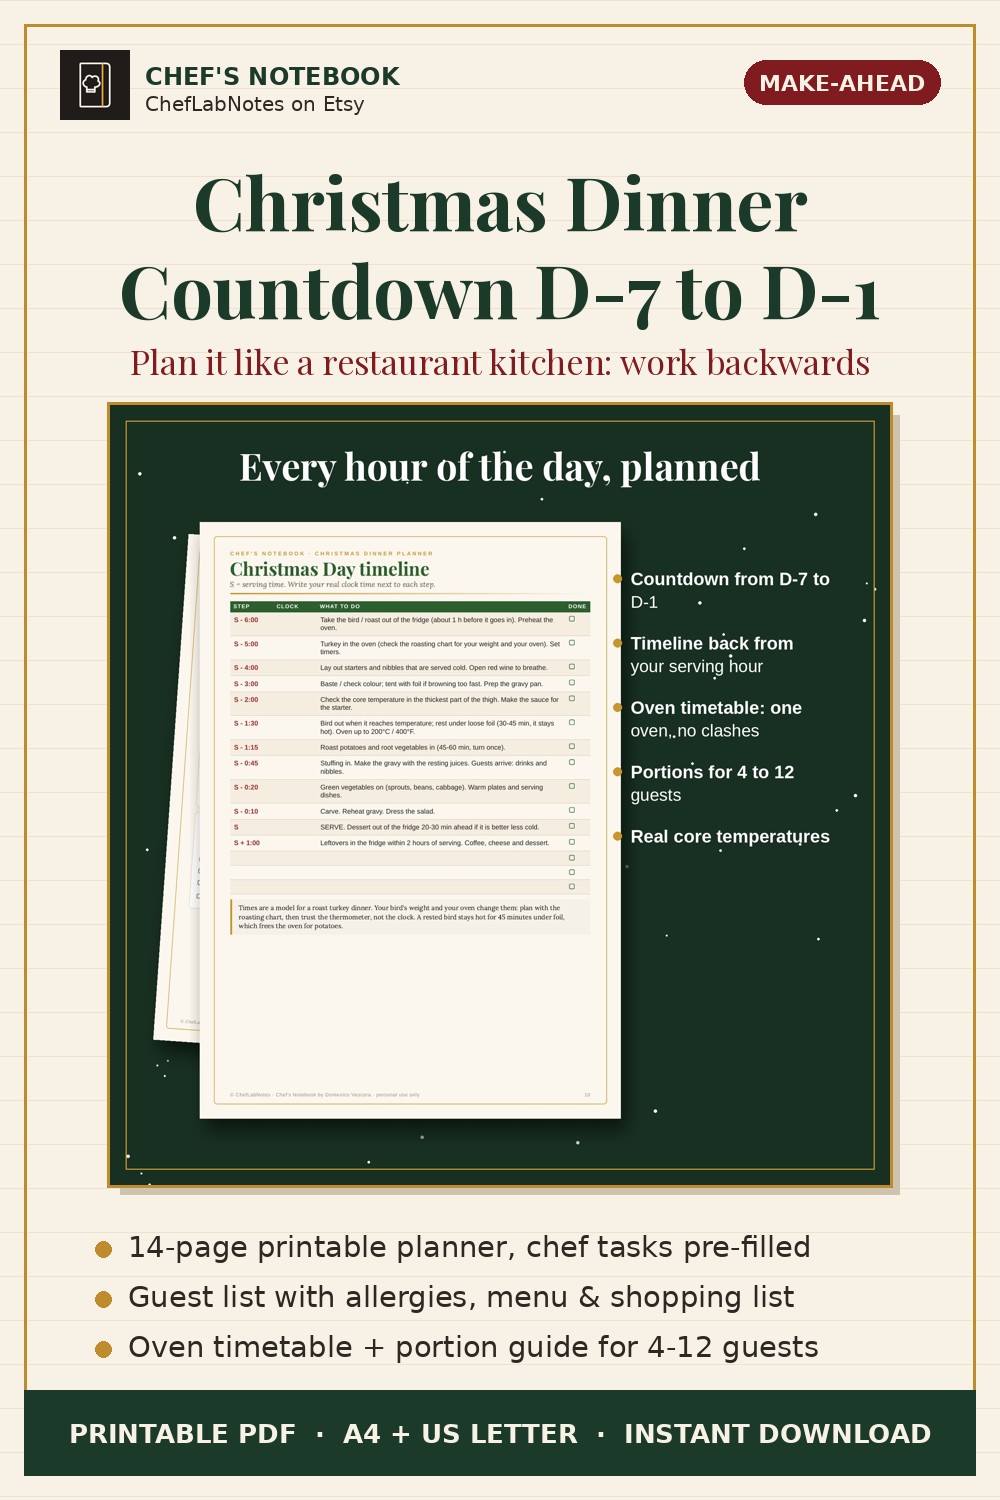 CHEF'S NOTEBOOK
ChefLabNotes on Etsy
MAKE-AHEAD
Christmas Dinner
Countdown D-7 to D-1
Plan it like a restaurant kitchen: work backwards
Every hour of the day, planned
CHEF'S NOTEBOOK · CHRISTMAS DINNER PLANNER
Christmas Day timeline
S = serving time. Write your real clock time next to each step.
STEP CLOCK WHAT TO DO DONE
S - 6:00 Take the bird / roast out of the fridge (about 1 h before it goes in). Preheat the
oven.
S - 5:00 Turkey in the oven (check the roasting chart for your weight and your oven). Set
timers.
S - 4:00 Lay out starters and nibbles that are served cold. Open red wine to breathe.
S - 3:00 Baste / check colour; tent with foil if browning too fast. Prep the gravy pan.
S - 2:00 Check the core temperature in the thickest part of the thigh. Make the sauce for
the starter.
S - 1:30 Bird out when it reaches temperature; rest under loose foil (30-45 min, it stays
hot). Oven up to 200°C / 400°F.
S - 1:15 Roast potatoes and root vegetables in (45-60 min, turn once).
S - 0:45 Stuffing in. Make the gravy with the resting juices. Guests arrive: drinks and
nibbles.
S - 0:20 Green vegetables on (sprouts, beans, cabbage). Warm plates and serving
dishes.
S - 0:10 Carve. Reheat gravy. Dress the salad.
S SERVE. Dessert out of the fridge 20-30 min ahead if it is better less cold.
S + 1:00 Leftovers in the fridge within 2 hours of serving. Coffee, cheese and dessert.
Times are a model for a roast turkey dinner. Your bird's weight and your oven change them: plan with the
roasting chart, then trust the thermometer, not the clock. A rested bird stays hot for 45 minutes under foil,
which frees the oven for potatoes.
© ChefLabNotes · Chef's Notebook by Domenico Vescera · personal use only
10
Countdown from D-7 to
D-1
Timeline back from
your serving hour
Oven timetable: one
oven, no clashes
Portions for 4 to 12
guests
Real core temperatures
14-page printable planner, chef tasks pre-filled
Guest list with allergies, menu & shopping list
Oven timetable + portion guide for 4-12 guests
PRINTABLE PDF · A4 + US LETTER · INSTANT DOWNLOAD